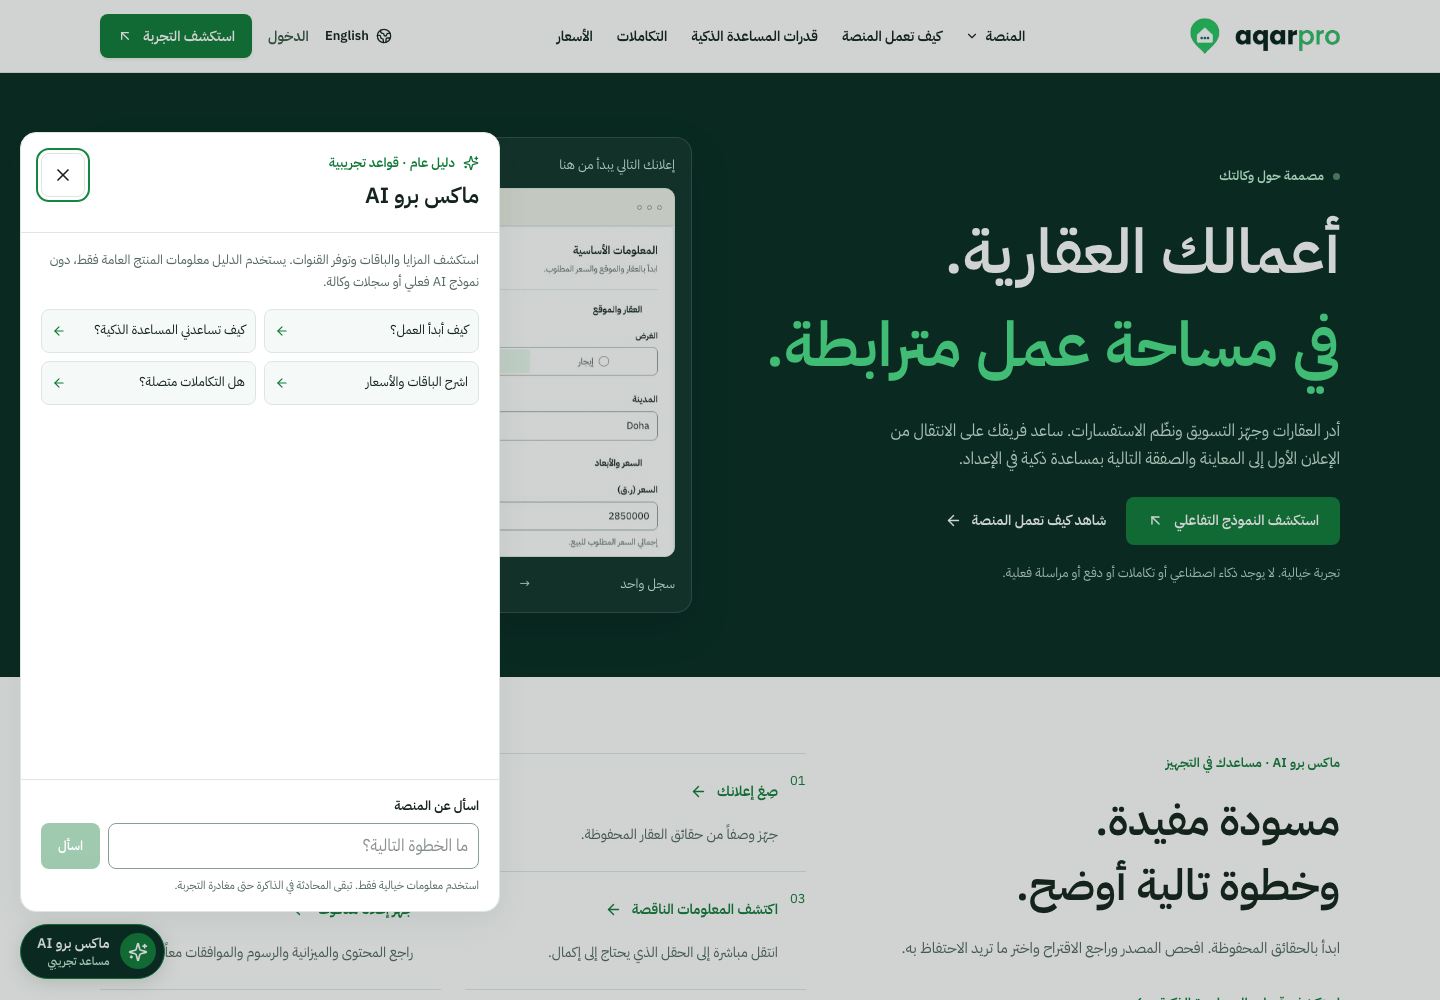 aqarpro
المنصة
كيف تعمل المنصة
قدرات المساعدة الذكية
التكاملات
الأسعار
English
الدخول
استكشف التجربة
مصممة حول وكالتك
أعمالك العقارية.
في مساحة عمل مترابطة.
أدر العقارات وجهّز التسويق ونظّم الاستفسارات. ساعد فريقك على الانتقال من
الإعلان الأول إلى المعاينة والصفقة التالية بمساعدة ذكية في الإعداد.
استكشف النموذج التفاعلي
شاهد كيف تعمل المنصة
تجربة خيالية. لا يوجد ذكاء اصطناعي أو تكاملات أو دفع أو مراسلة فعلية.
إعلانك التالي يبدأ من هنا
المعلومات الأساسية
ابدأ بالعقار والموقع والسعر المطلوب.
العقار والموقع
الغرض
إيجار
المدينة
Doha
السعر والأبعاد
السعر (ر.ق)
2850000
إجمالي السعر المطلوب للبيع.
سجل واحد
دليل عام · قواعد تجريبية
ماكس برو AI
استكشف المزايا والباقات وتوفر القنوات. يستخدم الدليل معلومات المنتج العامة فقط، دون
نموذج AI فعلي أو سجلات وكالة.
كيف أبدأ العمل؟
كيف تساعدني المساعدة الذكية؟
اشرح الباقات والأسعار
هل التكاملات متصلة؟
اسأل عن المنصة
ما الخطوة التالية؟
اسأل
استخدم معلومات خيالية فقط. تبقى المحادثة في الذاكرة حتى مغادرة التجربة.
ماكس برو AI
مساعد تجريبي
ماكس برو AI · مساعدك في التجهيز
مسودة مفيدة.
وخطوة تالية أوضح.
ابدأ بالحقائق المحفوظة. افحص المصدر وراجع الاقتراح واختر ما تريد الاحتفاظ به.
01
صِغ إعلانك
جهّز وصفاً من حقائق العقار المحفوظة.
03
اكتشف المعلومات الناقصة
انتقل مباشرة إلى الحقل الذي يحتاج إلى إكمال.
راجع المحتوى والميزانية والرسوم والموافقات معاً